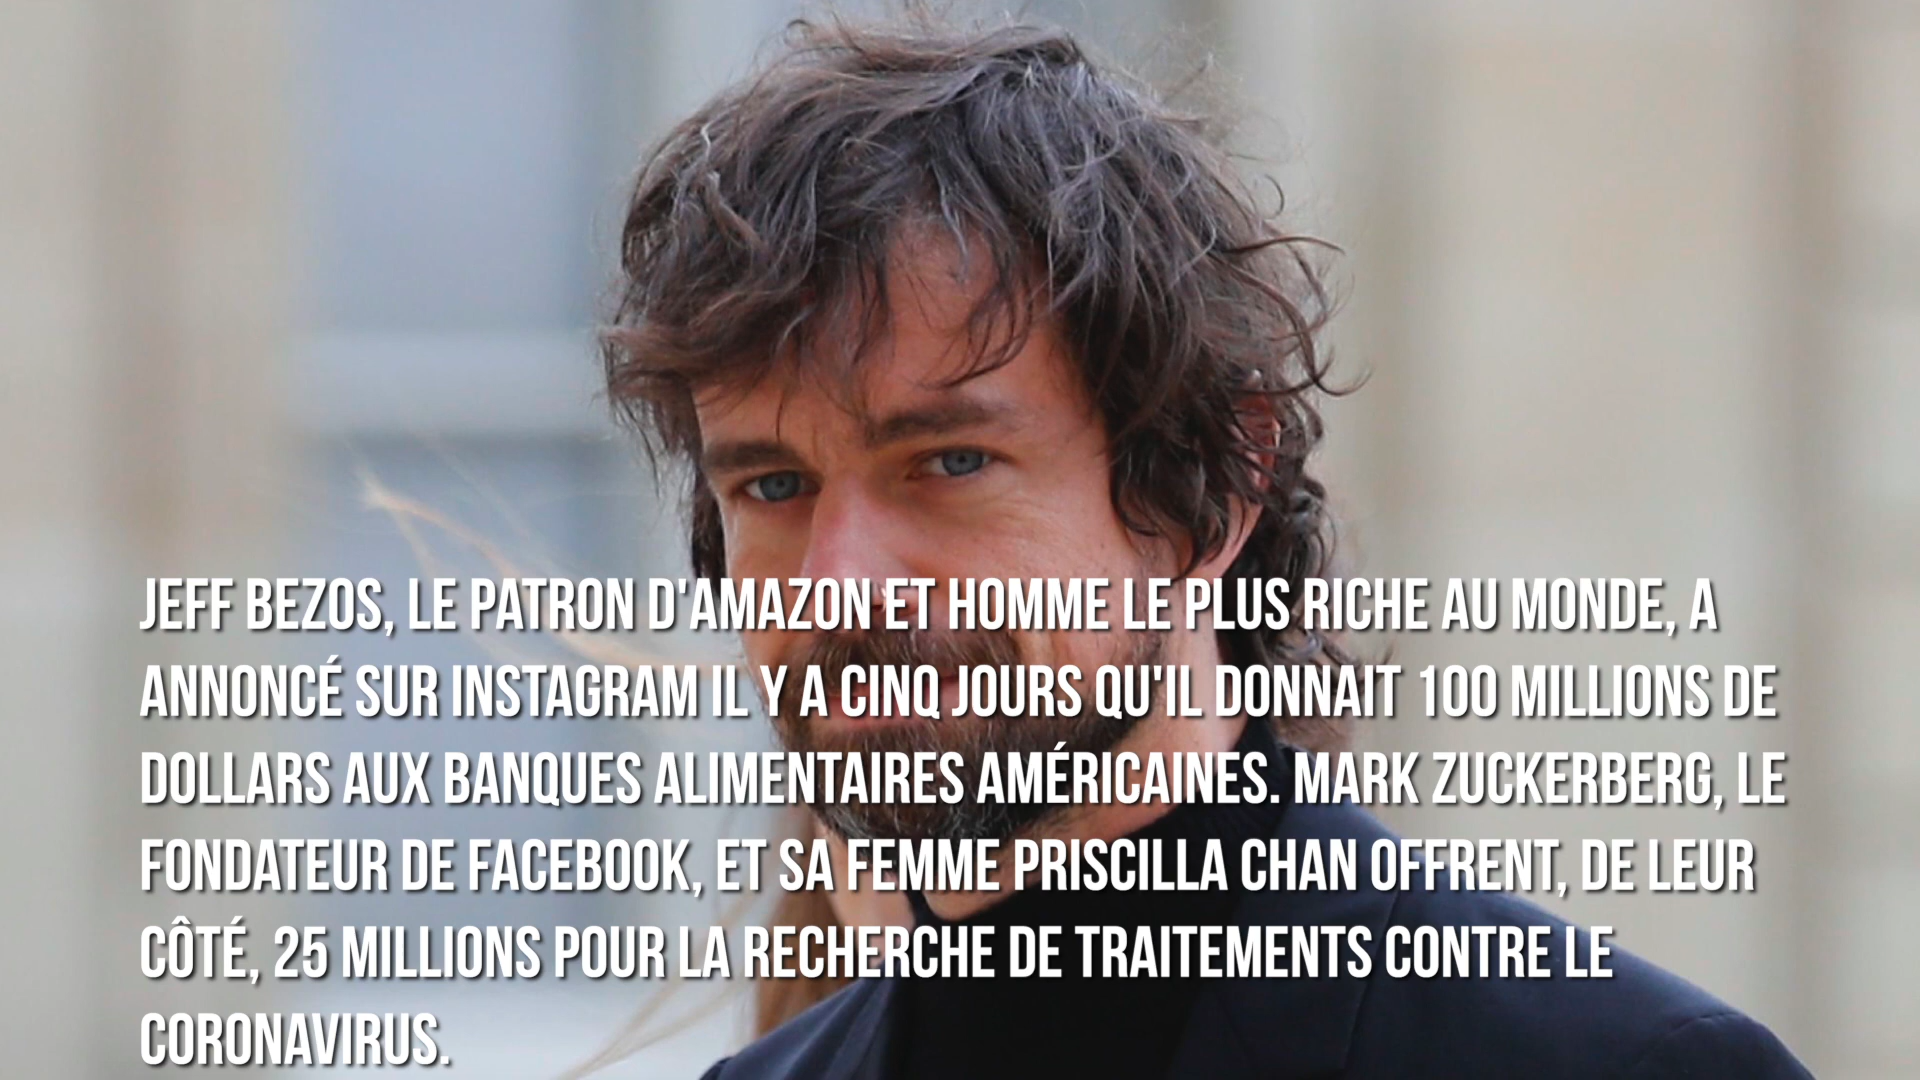 JEFF BEZOS, LE PATRON D'AMAZON ET HOMME LE PLUS RICHE AU MONDE, A
ANNONCÉ SUR INSTAGRAM IL Y A CINQ JOURS QU'IL DONNAIT 100 MILLIONS DE
DOLLARS AUX BANQUES ALIMENTAIRES AMÉRICAINES. MARK ZUCKERBERG, LE
FONDATEUR DE FACEBOOK, ET SA FEMME PRISCILLA CHAN OFFRENT, DE LEUR
CÔTÉ, 25 MILLIONS POUR LA RECHERCHE DE TRAITEMENTS CONTRE LE
CORONAVIRUS.